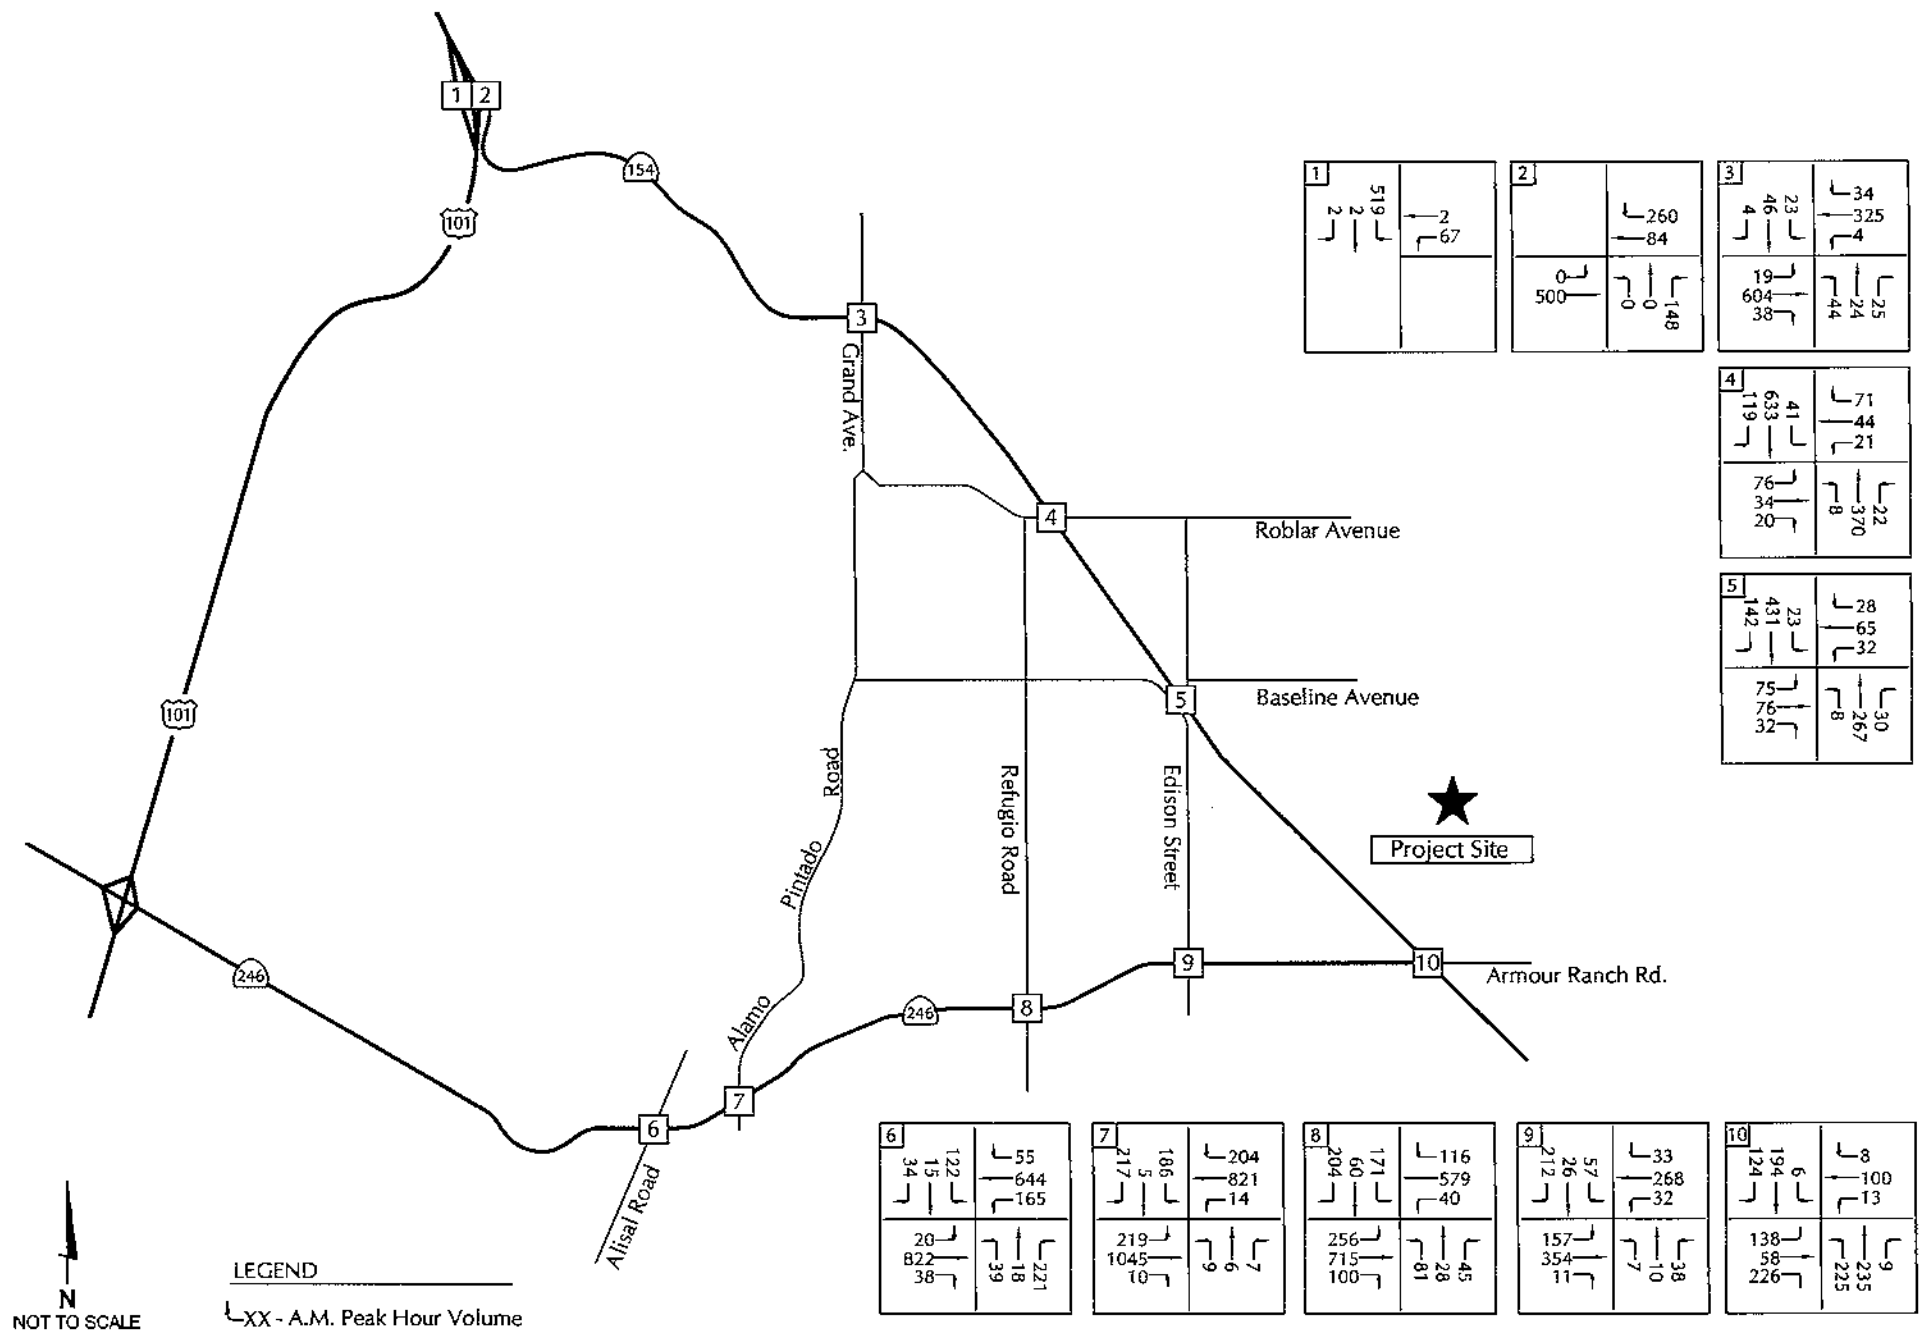 1 2
154
101
3
Grand Ave.
4
Roblar Avenue
5
Baseline Avenue
101
Alamo Pintado Road
Refugio Road
Edison Street
Project Site
246
246
8
9
10
Armour Ranch Rd.
7
6
Alisal Road
N
NOT TO SCALE
LEGEND
XX - A.M. Peak Hour Volume
1
2 2 519
2
67
2
260
84
0
500
0 0 148
3
4 46 23
34
325
4
19
604
38
44 24 25
4
119 633 41
71
44
21
76
34
20
8 370 22
5
142 431 23
28
65
32
75
76
32
8 267 30
6
34 15 122
55
644
165
20
822
38
39 18 221
7
217 5 186
204
821
14
219
1045
10
9 6 7
8
204 60 171
116
579
40
256
715
100
81 28 45
9
212 26 57
33
268
32
157
354
11
7 10 38
10
124 194 6
8
100
13
138
58
226
225 235 9